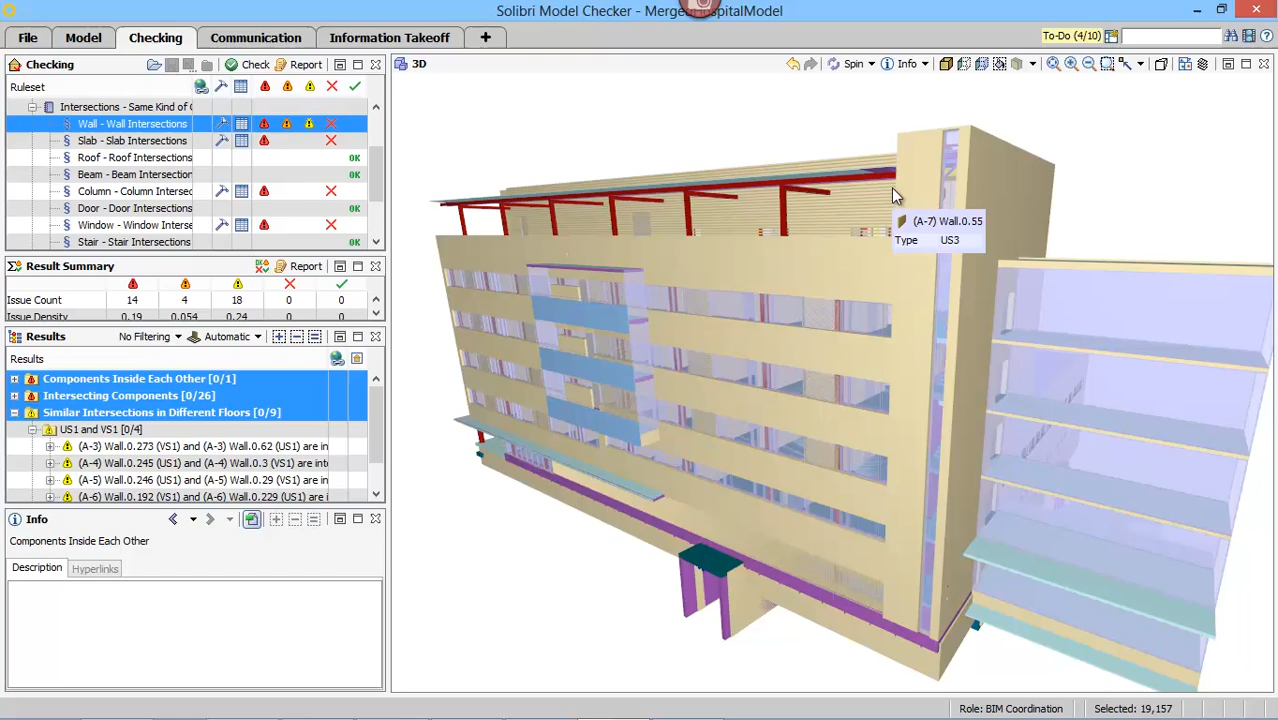 Solibri Model Checker - MergedHospitalModel
File Model Checking Communication Information Takeoff + To-Do (4/10)
Checking Check Report
Ruleset
Intersections - Same Kind of C
§ Wall - Wall Intersections
§ Slab - Slab Intersections
§ Roof - Roof Intersections OK
§ Beam - Beam Intersections OK
§ Column - Column Intersec
§ Door - Door Intersections OK
§ Window - Window Intersec
§ Stair - Stair Intersections OK
Result Summary Report
Issue Count 14 4 18 0 0
Issue Density 0.19 0.054 0.24 0 0
Results No Filtering Automatic
Results
Components Inside Each Other [0/1]
Intersecting Components [0/26]
Similar Intersections in Different Floors [0/9]
US1 and VS1 [0/4]
(A-3) Wall.0.273 (VS1) and (A-3) Wall.0.62 (US1) are in
(A-4) Wall.0.245 (US1) and (A-4) Wall.0.3 (VS1) are inte
(A-5) Wall.0.246 (US1) and (A-5) Wall.0.29 (VS1) are in
(A-6) Wall.0.192 (VS1) and (A-6) Wall.0.229 (US1) are in
Info
Components Inside Each Other
Description Hyperlinks
3D Spin Info
(A-7) Wall.0.55
Type US3
Role: BIM Coordination Selected: 19,157